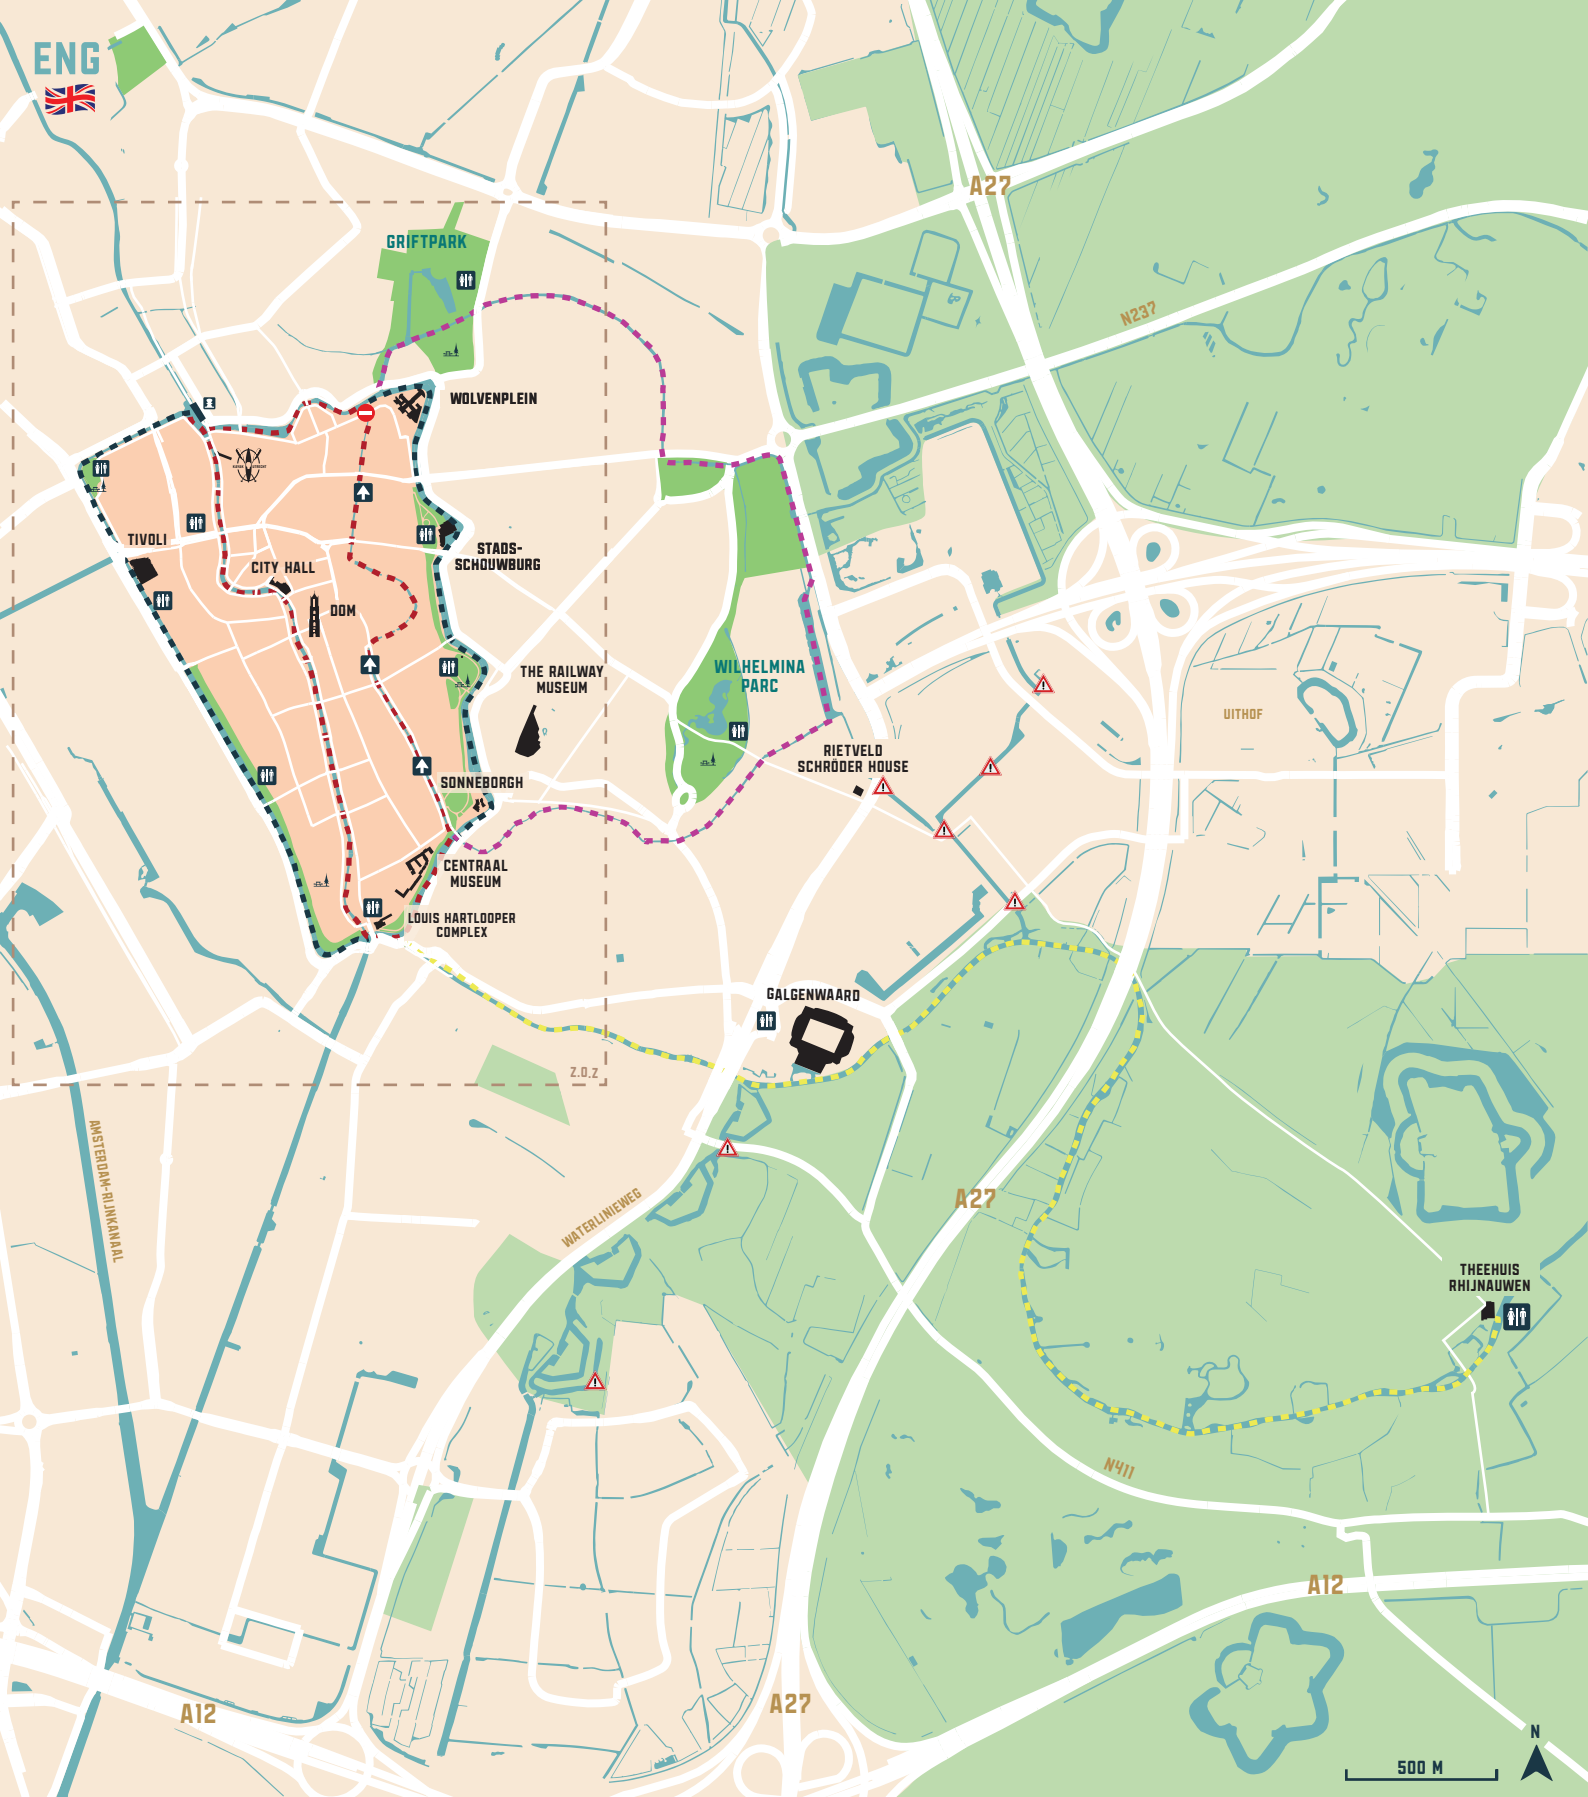 ENG
A27
GRIFTPARK
N237
WOLVENPLEIN
TIVOLI
STADS-
SCHOUWBURG
CITY HALL
DOM
THE RAILWAY
MUSEUM
WILHELMINA
PARC
UITHOF
RIETVELD
SCHRÖDER HOUSE
SONNEBORGH
CENTRAAL
MUSEUM
LOUIS HARTLOOPER
COMPLEX
GALGENWAARD
Z.O.Z
AMSTERDAM-RIJNKANAAL
WATERLINIEWEG
A27
THEEHUIS
RHIJNAUWEN
N411
A12
A12
A27
N
500 M